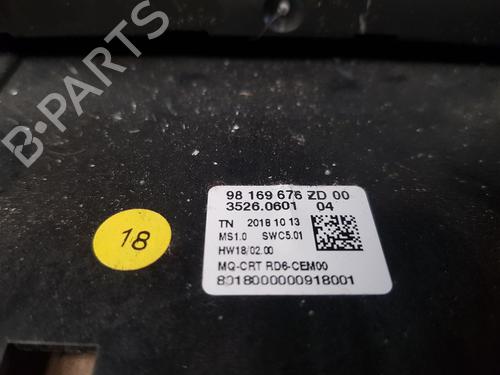 B-PARTS
18
98 169 676 ZD 00
3526.0601 04
TN 2018 10 13
MS1.0 SWC5.01
HW18/02.00
MQ-CRT RD6-CEM00
8018000000918001